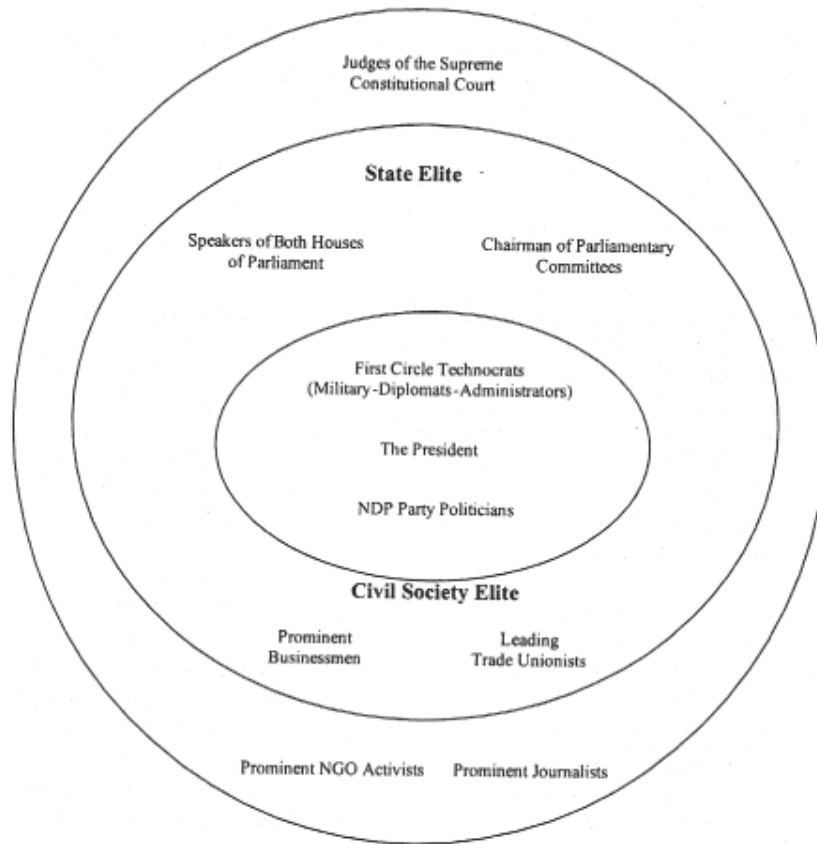 Judges of the Supreme
Constitutional Court
State Elite
Speakers of Both Houses
of Parliament
Chairman of Parliamentary
Committees
First Circle Technocrats
(Military-Diplomats-Administrators)
The President
NDP Party Politicians
Civil Society Elite
Prominent
Businessmen
Leading
Trade Unionists
Prominent NGO Activists
Prominent Journalists